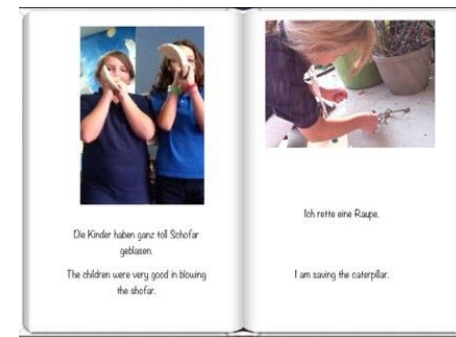 Die Kinder haben ganz toll Schofar
geblasen.
The children were very good in blowing
the shofar.
Ich rette eine Raupe.
I am saving the caterpillar.